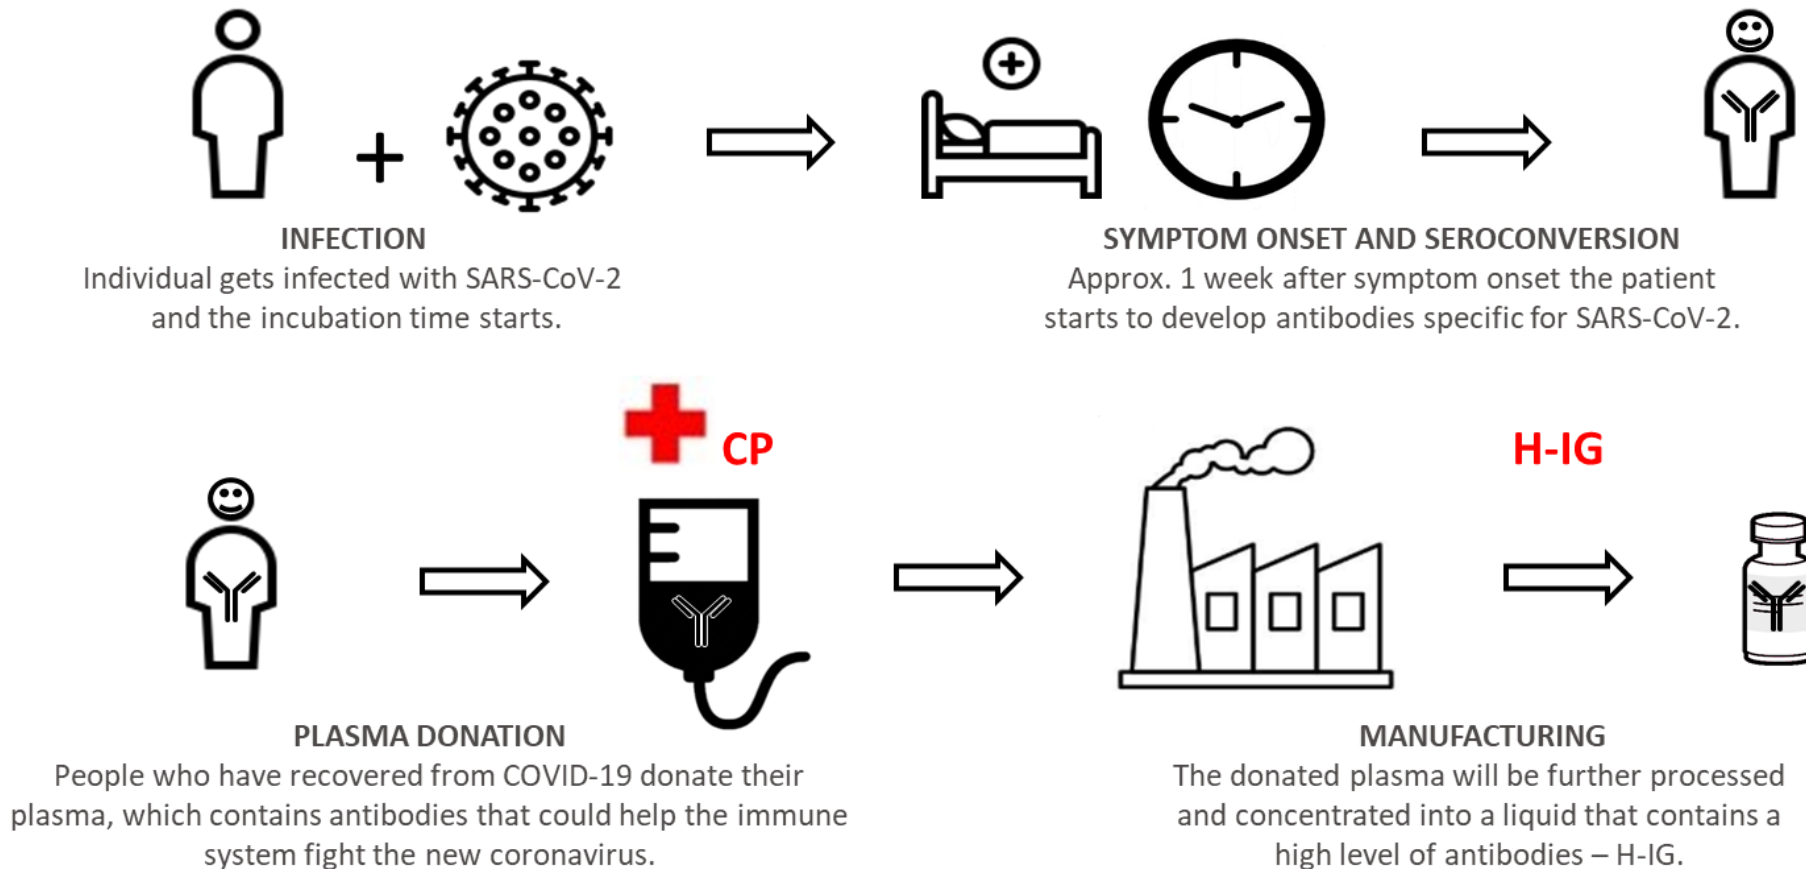 INFECTION
Individual gets infected with SARS-CoV-2
and the incubation time starts.
SYMPTOM ONSET AND SEROCONVERSION
Approx. 1 week after symptom onset the patient
starts to develop antibodies specific for SARS-CoV-2.
CP
H-IG
PLASMA DONATION
People who have recovered from COVID-19 donate their
plasma, which contains antibodies that could help the immune
system fight the new coronavirus.
MANUFACTURING
The donated plasma will be further processed
and concentrated into a liquid that contains a
high level of antibodies – H-IG.